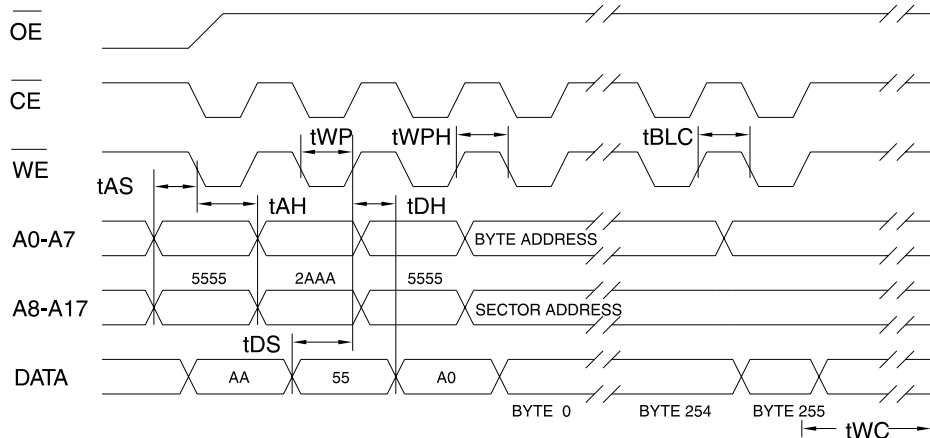 OE
CE
tWP tWPH tBLC
WE
tAS
tAH tDH
A0-A7 BYTE ADDRESS
5555 2AAA 5555
A8-A17 SECTOR ADDRESS
tDS
DATA AA 55 A0
BYTE 0 BYTE 254 BYTE 255
tWC